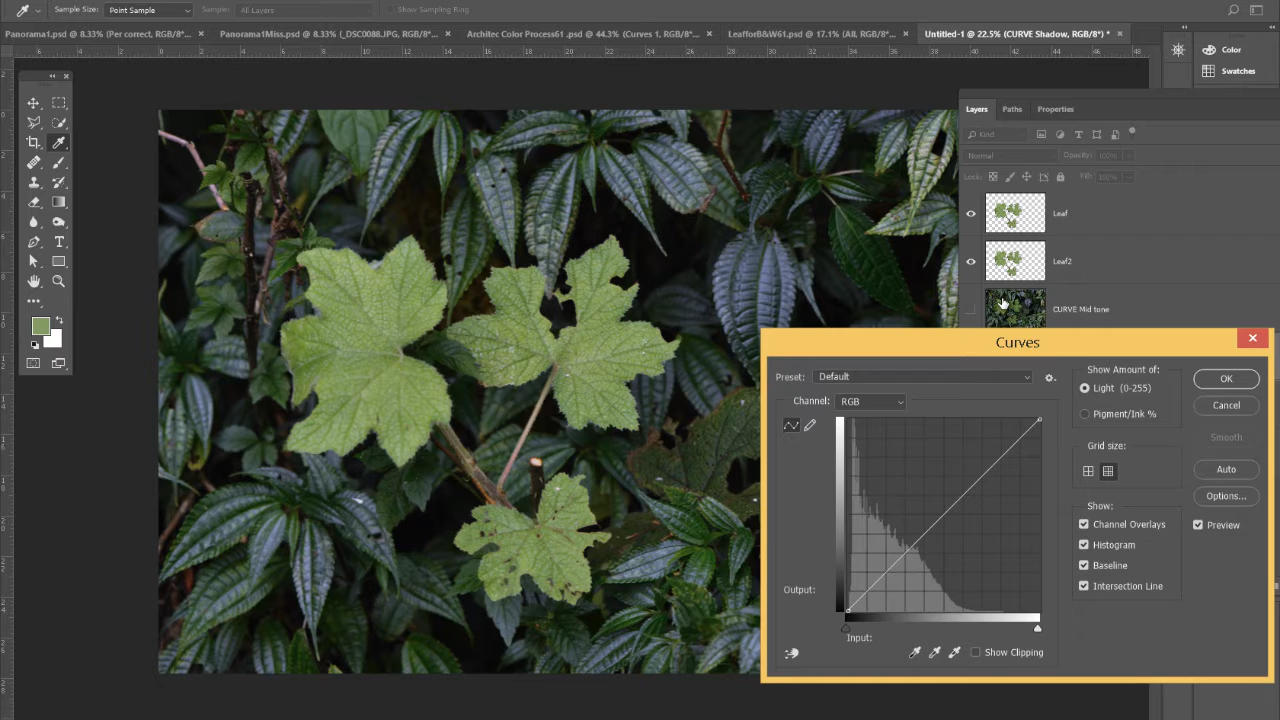 Sample Size: Point Sample Sample: All Layers Show Sampling Ring
Panorama1.psd @ 8.33% (Per correct, RGB/8*... × Panorama1Miss.psd @ 8.33% (_DSC0088.JPG, RGB/8*... × Architec Color Process61 .psd @ 44.3% (Curves 1, RGB/8*... × LeafforB&W61.psd @ 17.1% (All, RGB/8*... × Untitled-1 @ 22.5% (CURVE Shadow, RGB/8*) * ×
Color
Swatches
Layers Paths Properties
Kind
Normal Opacity: 100%
Lock: Fill: 100%
Leaf
Leaf2
CURVE Mid tone
Curves
Preset: Default
Channel: RGB
Output:
Input:
Show Clipping
Show Amount of:
Light (0-255)
Pigment/Ink %
Grid size:
Show:
Channel Overlays
Histogram
Baseline
Intersection Line
OK
Cancel
Smooth
Auto
Options...
Preview